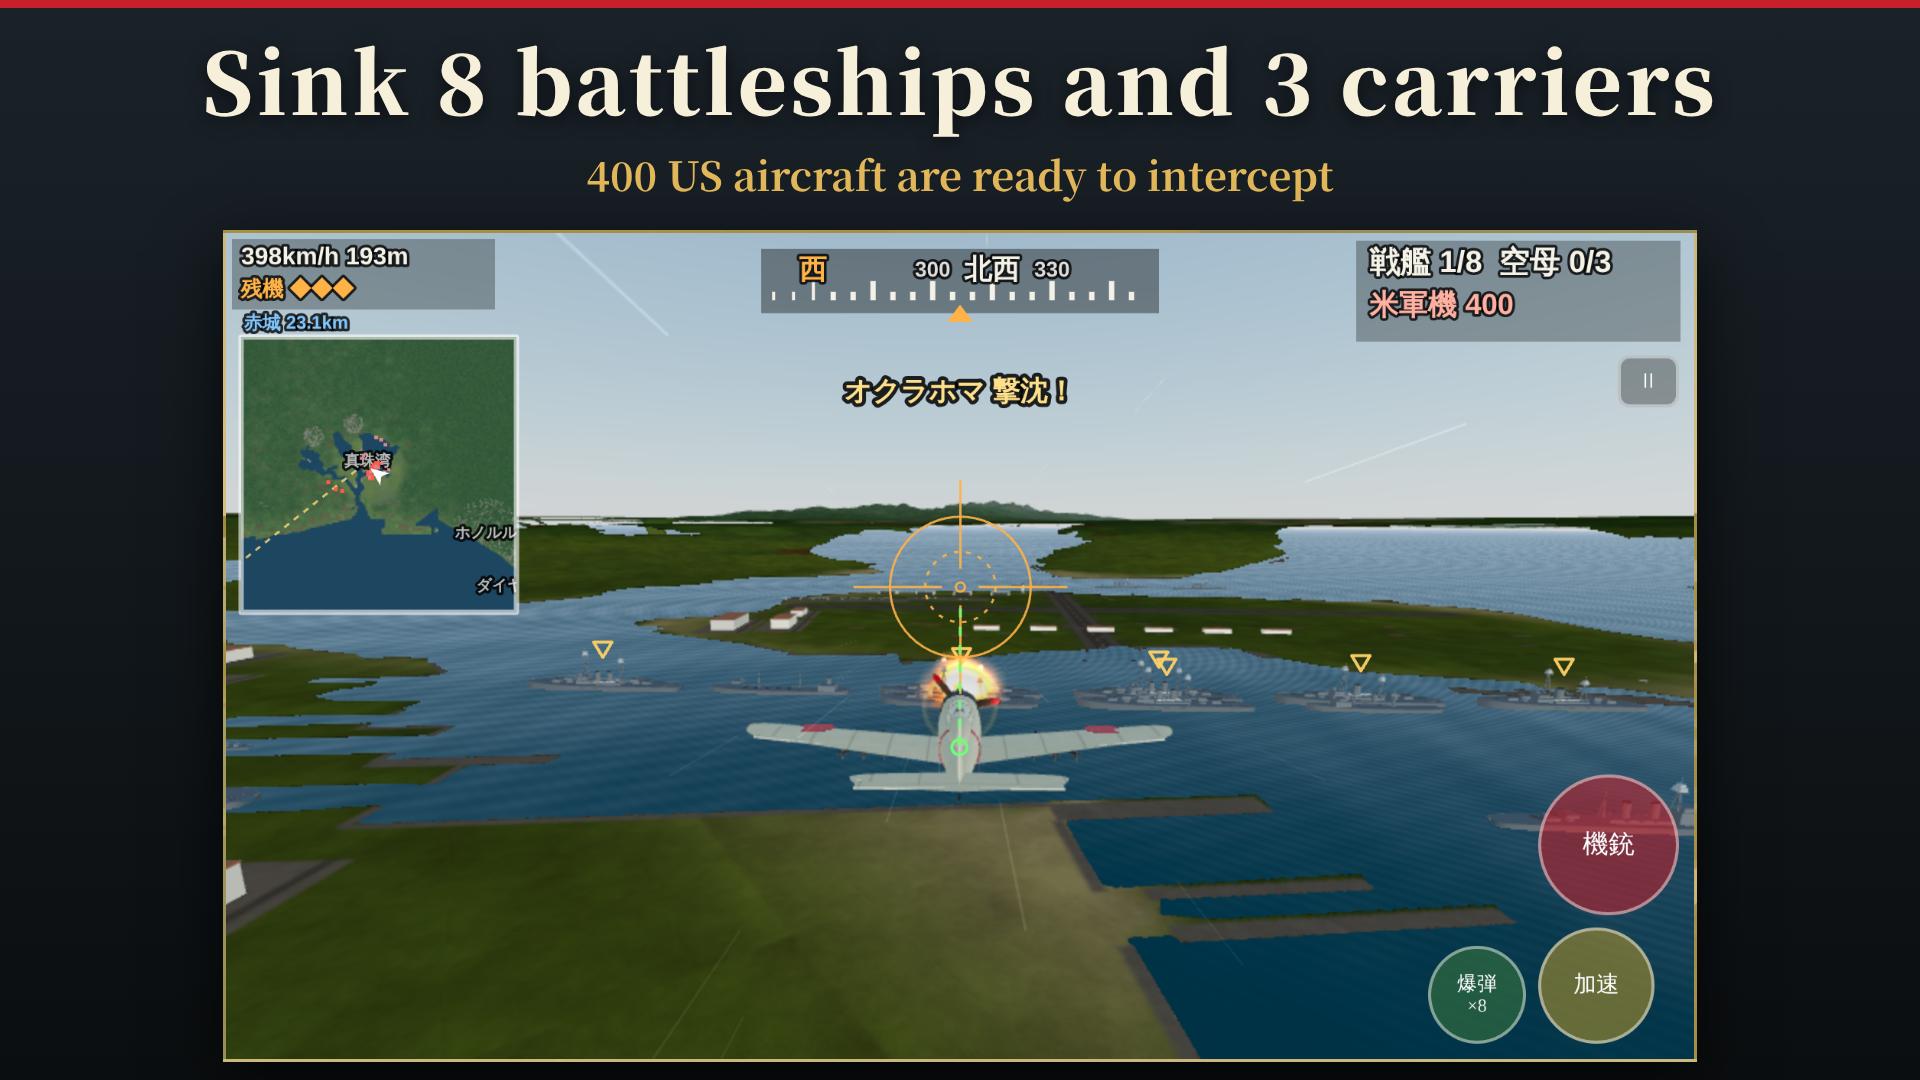 Sink 8 battleships and 3 carriers
400 US aircraft are ready to intercept
398km/h 193m
残機
赤城 23.1km
西 300 北西 330
戦艦 1/8 空母 0/3
米軍機 400
オクラホマ 撃沈！
真珠湾
ホノルル
ダイヤ
機銃
加速
爆弾
×8